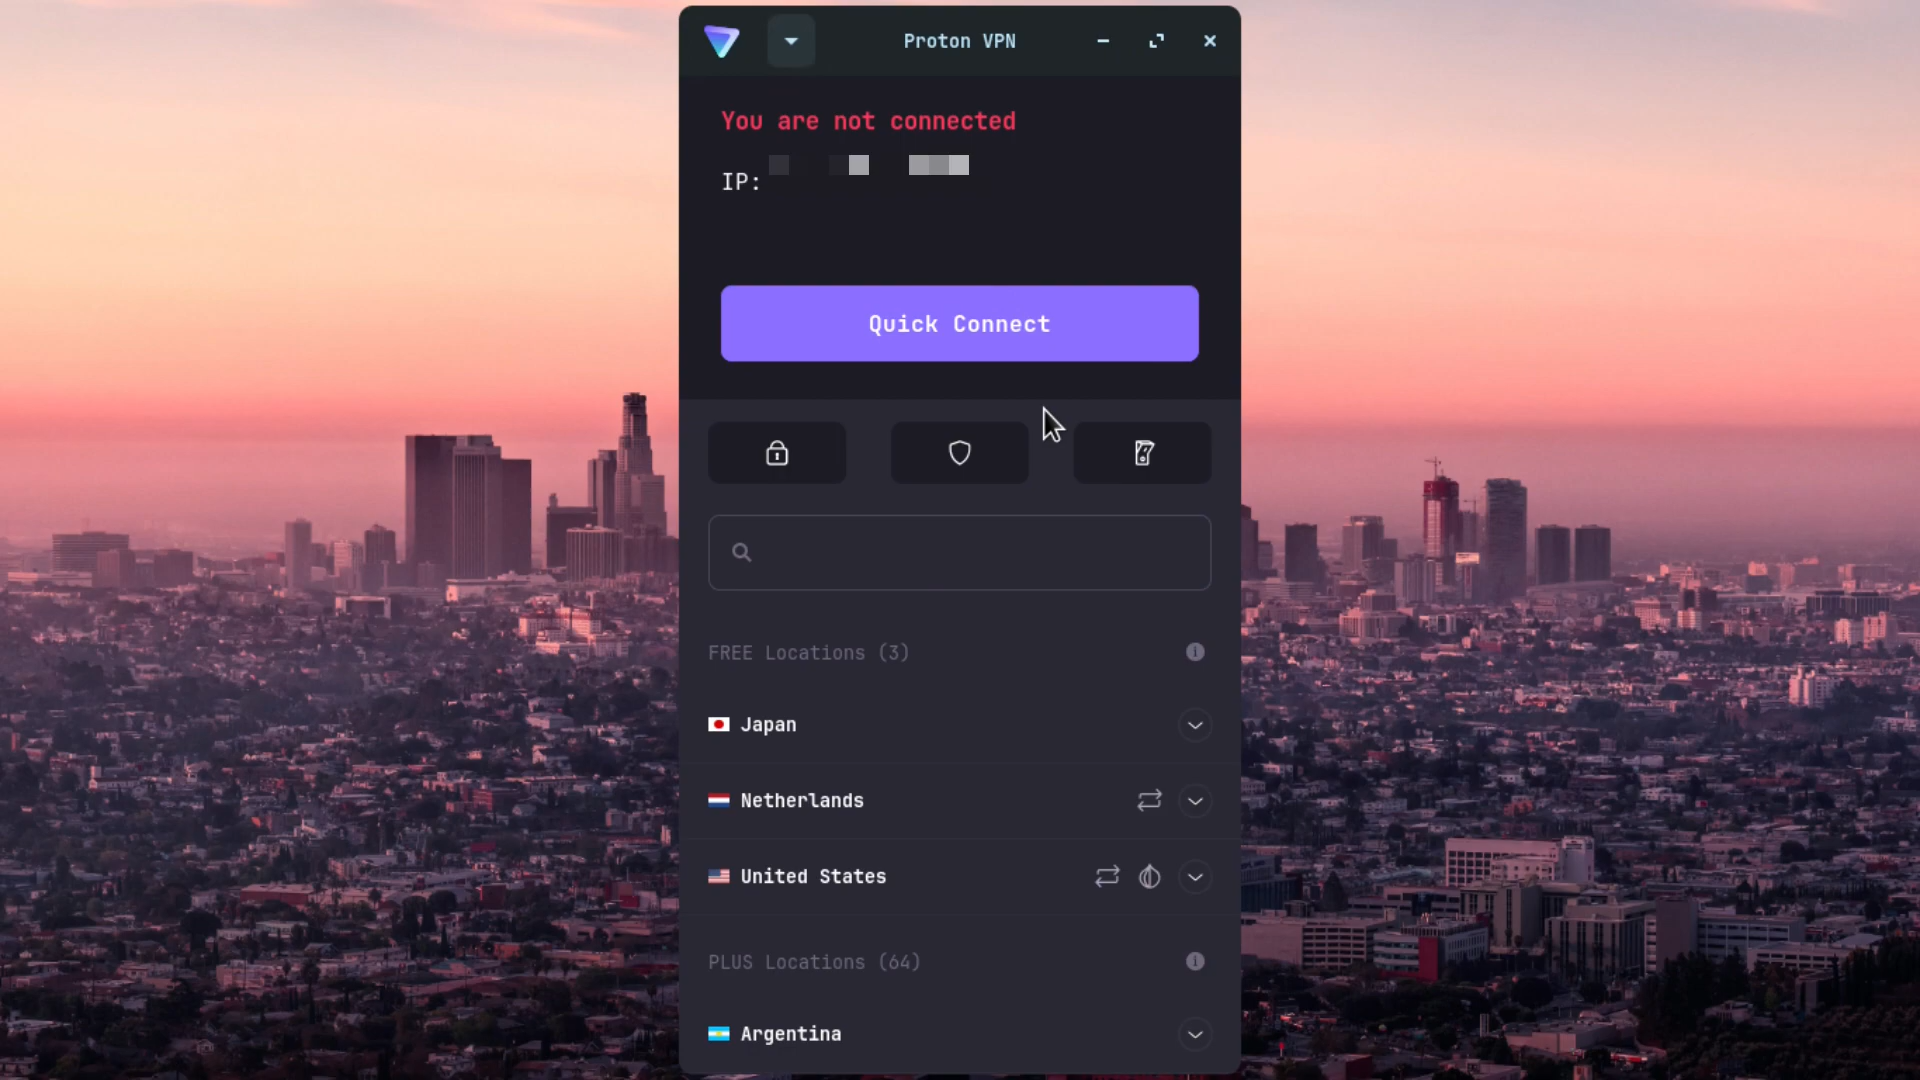 Proton VPN
You are not connected
IP:
Quick Connect
FREE Locations (3)
Japan
Netherlands
United States
PLUS Locations (64)
Argentina